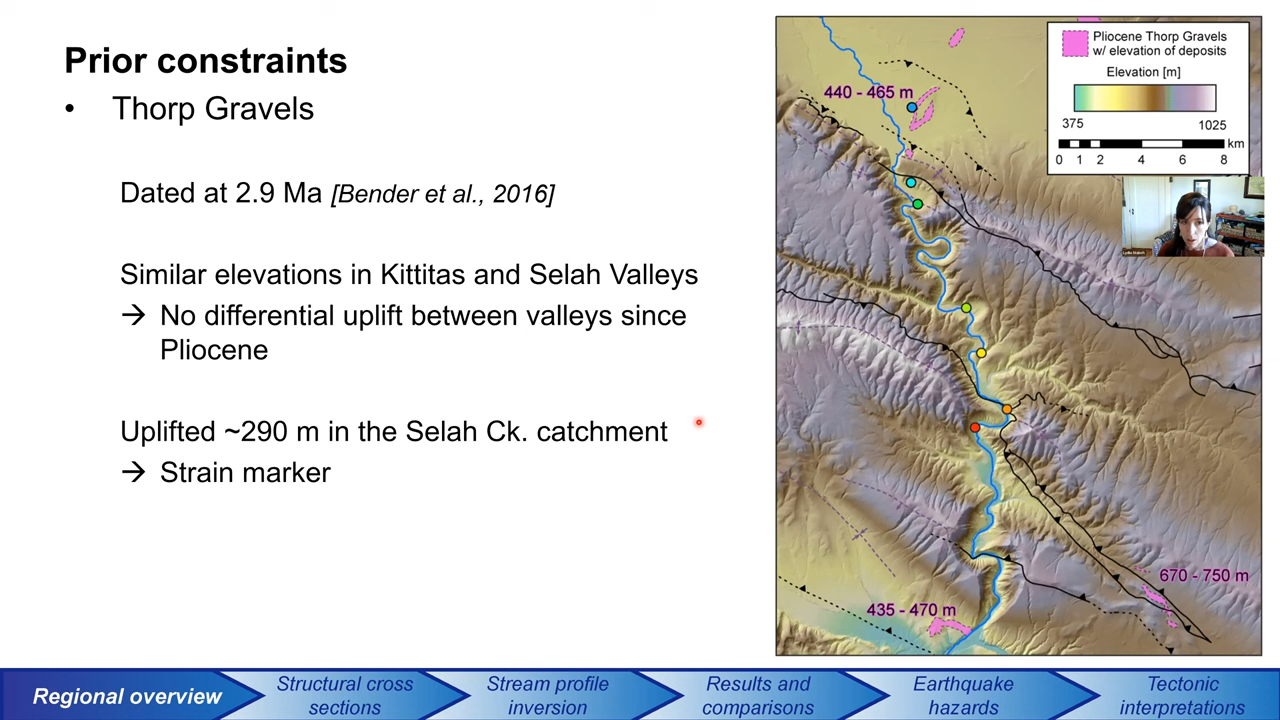 Prior constraints
• Thorp Gravels
Dated at 2.9 Ma [Bender et al., 2016]
Similar elevations in Kittitas and Selah Valleys
→ No differential uplift between valleys since
Pliocene
Uplifted ~290 m in the Selah Ck. catchment
→ Strain marker
Pliocene Thorp Gravels
w/ elevation of deposits
Elevation [m]
375 1025
km
0 1 2 4 6 8
440 - 465 m
670 - 750 m
435 - 470 m
Regional overview
Structural cross
sections
Stream profile
inversion
Results and
comparisons
Earthquake
hazards
Tectonic
interpretations